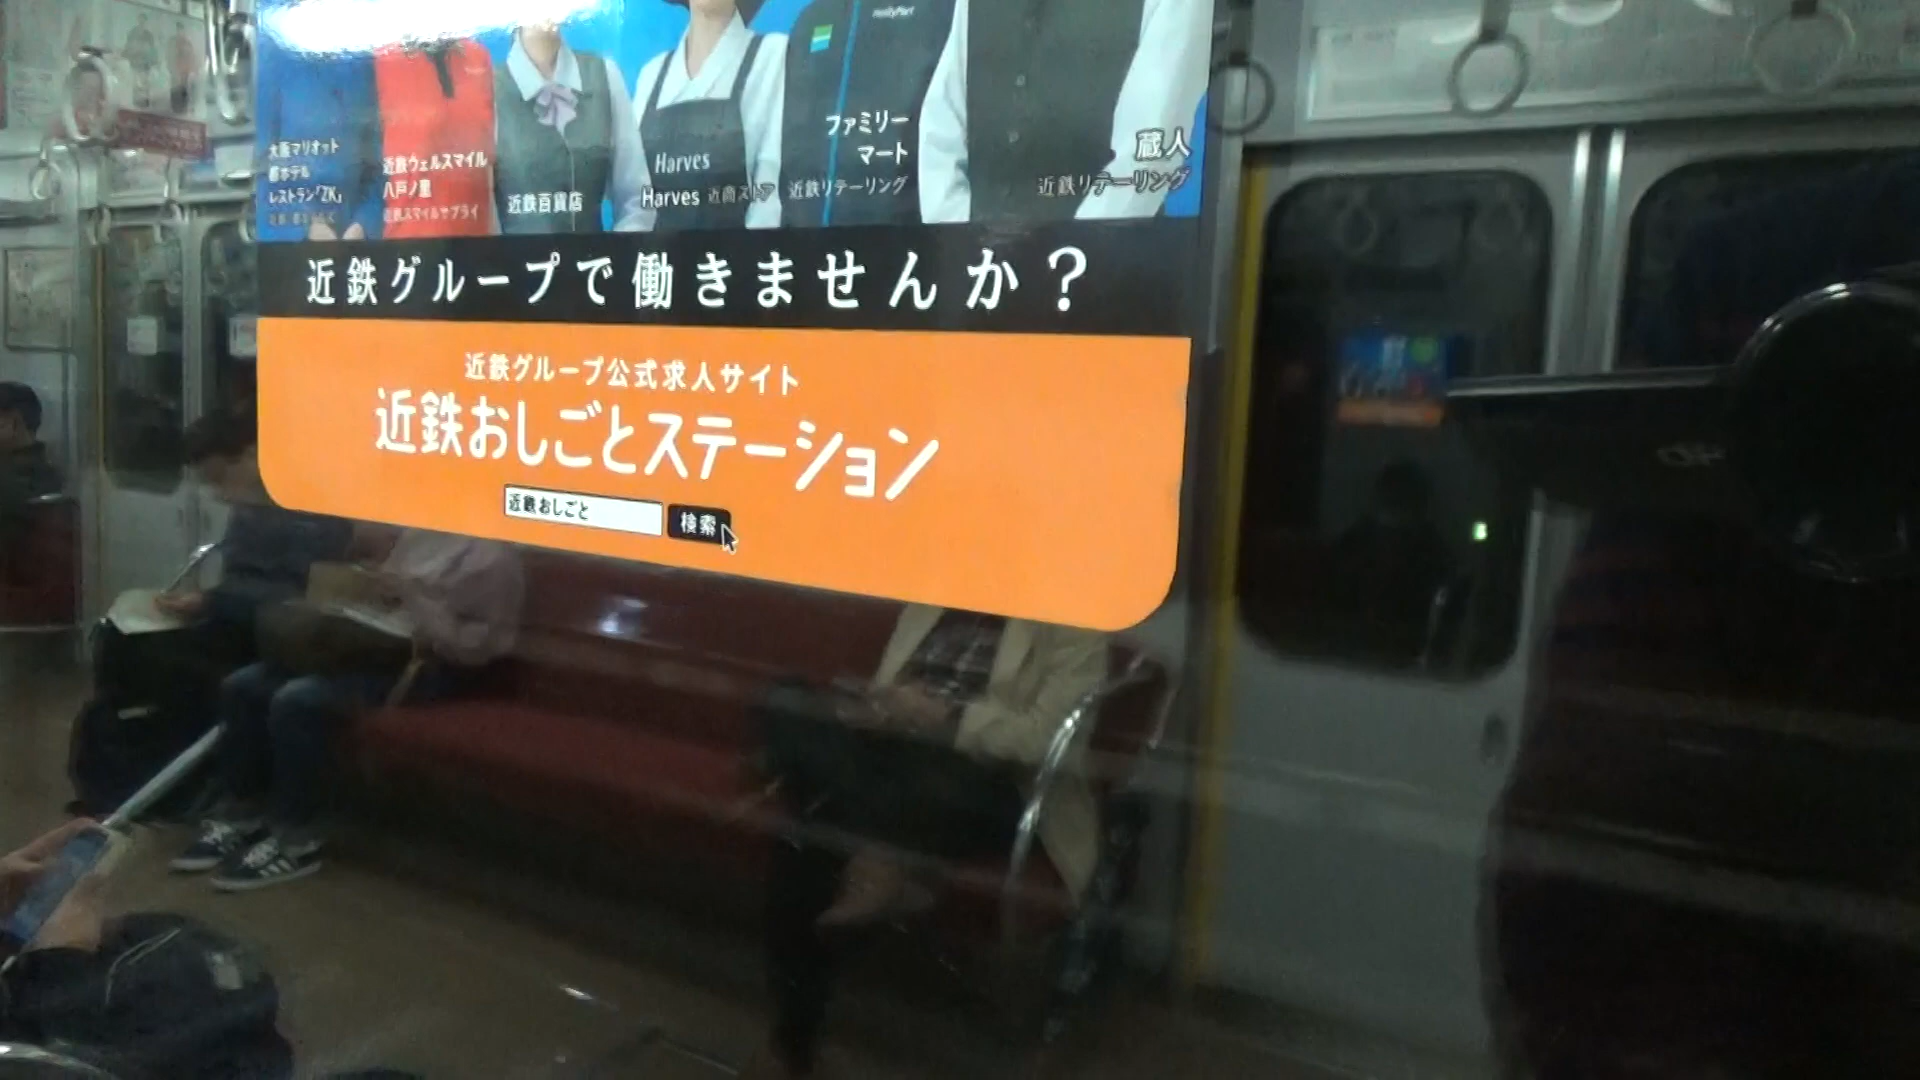 FamilyMart
大阪マリオット
都ホテル
レストラン「ZK」
近鉄ウェルスマイル
八戸ノ里
近鉄スマイルサプライ
近鉄百貨店
Harves
Harves 近商ストア
ファミリー
マート
近鉄リテーリング
蔵人
近鉄リテーリング
近鉄グループで働きませんか?
近鉄グループ公式求人サイト
近鉄おしごとステーション
近鉄おしごと 検索